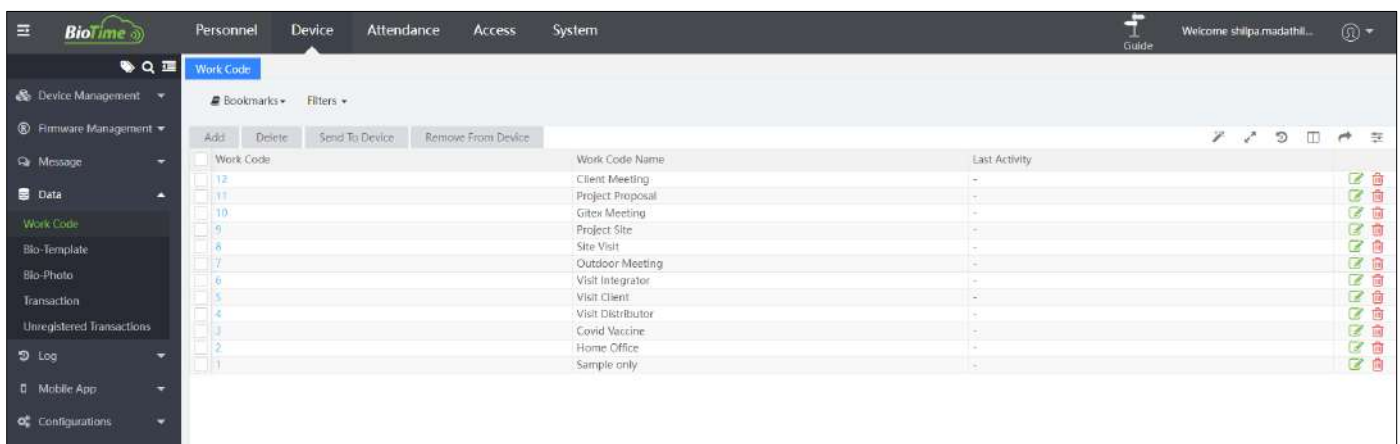 BioTime
Personnel Device Attendance Access System
Guide
Welcome shilpa.madathil...
Work Code
Bookmarks Filters
Add Delete Send To Device Remove From Device
Work Code Work Code Name Last Activity
12 Client Meeting -
11 Project Proposal -
10 Gitex Meeting -
9 Project Site -
8 Site Visit -
7 Outdoor Meeting -
6 Visit Integrator -
5 Visit Client -
4 Visit Distributor -
3 Covid Vaccine -
2 Home Office -
1 Sample only -
Device Management
Firmware Management
Message
Data
Work Code
Bio-Template
Bio-Photo
Transaction
Unregistered Transactions
Log
Mobile App
Configurations